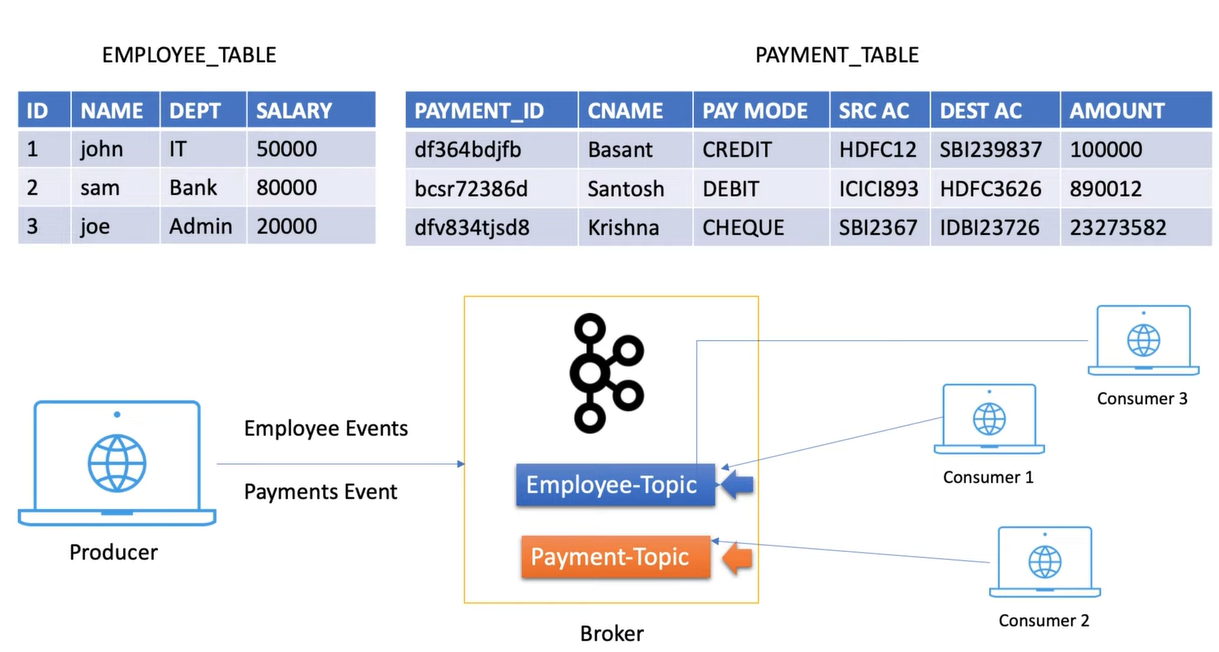 EMPLOYEE_TABLE
PAYMENT_TABLE
ID NAME DEPT SALARY
1 john IT 50000
2 sam Bank 80000
3 joe Admin 20000
PAYMENT_ID CNAME PAY MODE SRC AC DEST AC AMOUNT
df364bdjfb Basant CREDIT HDFC12 SBI239837 100000
bcsr72386d Santosh DEBIT ICICI893 HDFC3626 890012
dfv834tjsd8 Krishna CHEQUE SBI2367 IDBI23726 23273582
Employee Events
Payments Event
Producer
Employee-Topic
Payment-Topic
Broker
Consumer 3
Consumer 1
Consumer 2